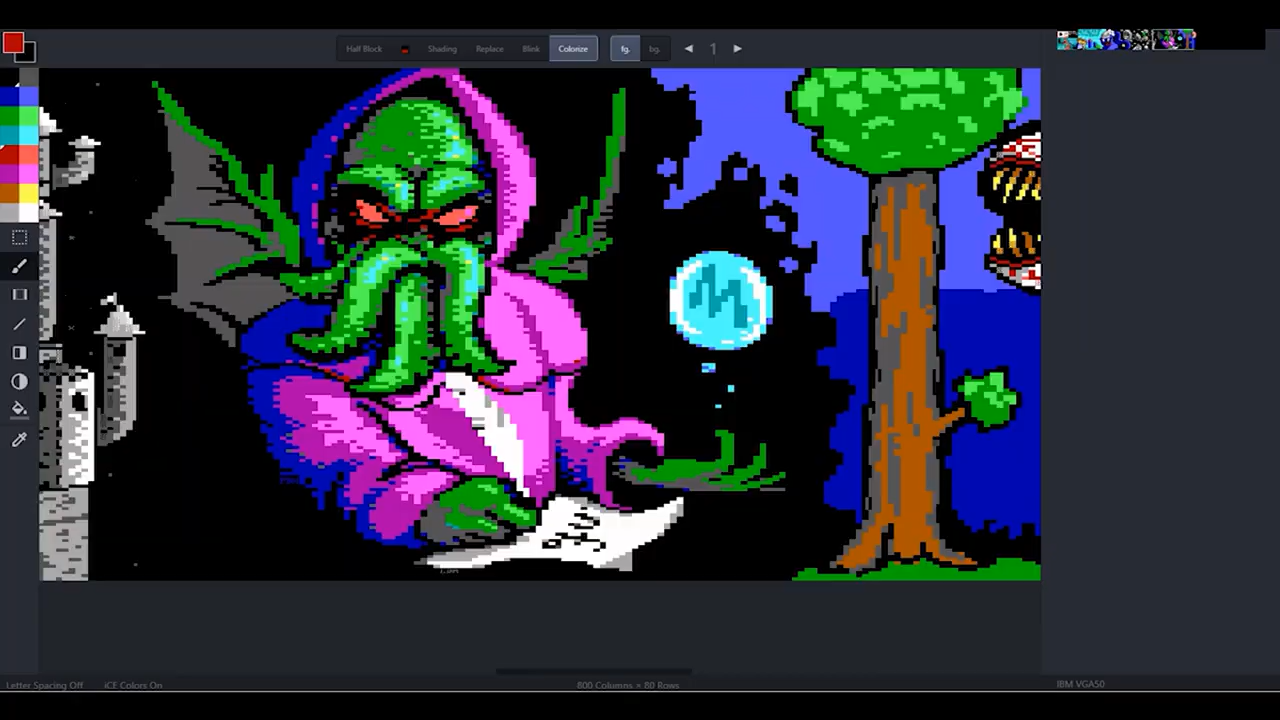 Half Block Shading Replace Blink Colorize fg. bg. ◀ 1 ▶
M
Letter Spacing Off iCE Colors On 800 Columns × 80 Rows IBM VGA50